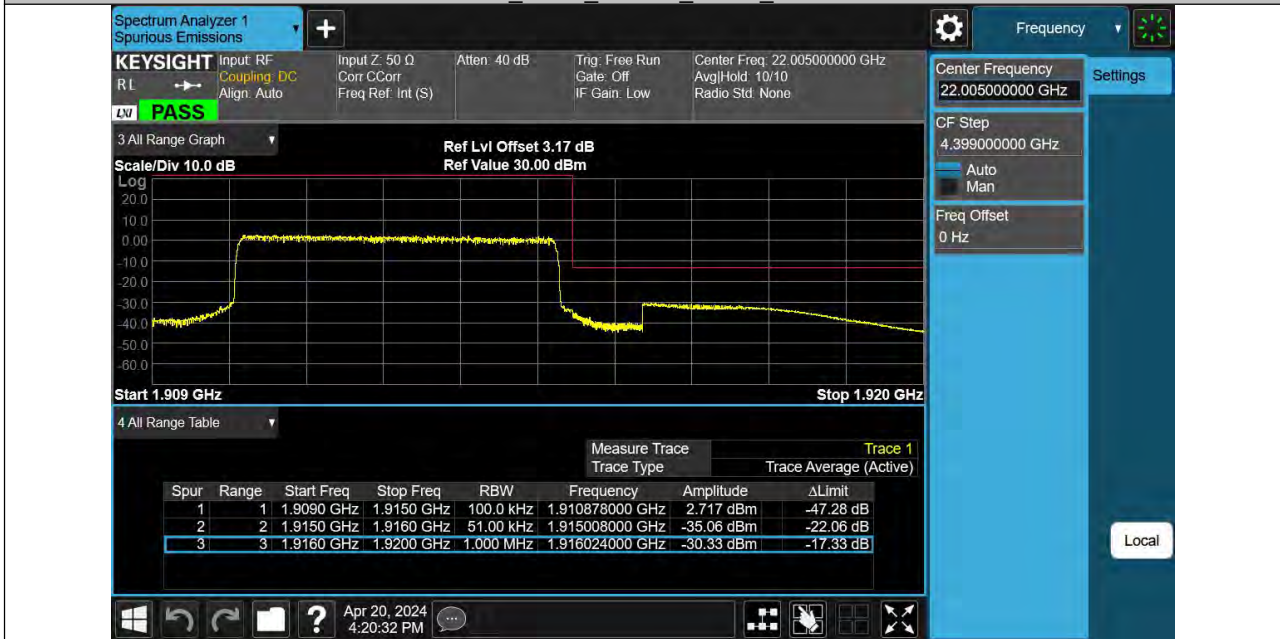 Spectrum Analyzer 1
Spurious Emissions
+
Frequency
KEYSIGHT
RL
LXI
PASS
Input: RF
Coupling: DC
Align: Auto
Input Z: 50 Ω
Corr CCorr
Freq Ref: Int (S)
Atten: 40 dB
Trig: Free Run
Gate: Off
IF Gain: Low
Center Freq: 22.005000000 GHz
Avg|Hold: 10/10
Radio Std: None
Center Frequency
22.005000000 GHz
Settings
CF Step
4.399000000 GHz
Auto
Man
Freq Offset
0 Hz
3 All Range Graph
Ref Lvl Offset 3.17 dB
Scale/Div 10.0 dB
Ref Value 30.00 dBm
Log
20.0
10.0
0.00
-10.0
-20.0
-30.0
-40.0
-50.0
-60.0
Start 1.909 GHz
Stop 1.920 GHz
4 All Range Table
Measure Trace Trace 1
Trace Type Trace Average (Active)
Spur Range Start Freq Stop Freq RBW Frequency Amplitude ΔLimit
1 1 1.9090 GHz 1.9150 GHz 100.0 kHz 1.910878000 GHz 2.717 dBm -47.28 dB
2 2 1.9150 GHz 1.9160 GHz 51.00 kHz 1.915008000 GHz -35.06 dBm -22.06 dB
3 3 1.9160 GHz 1.9200 GHz 1.000 MHz 1.916024000 GHz -30.33 dBm -17.33 dB
Local
?
Apr 20, 2024
4:20:32 PM